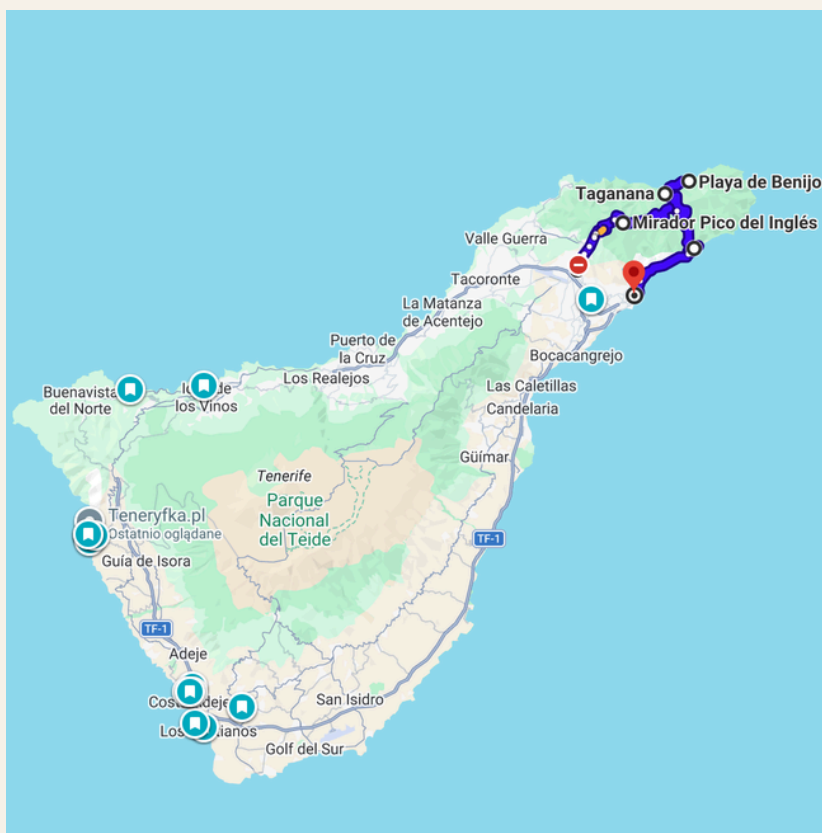 Playa de Benijo
Taganana
Mirador Pico del Inglés
Valle Guerra
Tacoronte
La Matanza
de Acentejo
Puerto de
la Cruz
Bocacangrejo
Los Realejos
Las Caletillas
Buenavista
del Norte
los Vinos
Candelaria
Güímar
Tenerife
Parque
Nacional
del Teide
Teneryfka.pl
Ostatnio oglądane
TF-1
Guía de Isora
TF-1
Adeje
San Isidro
Golf del Sur